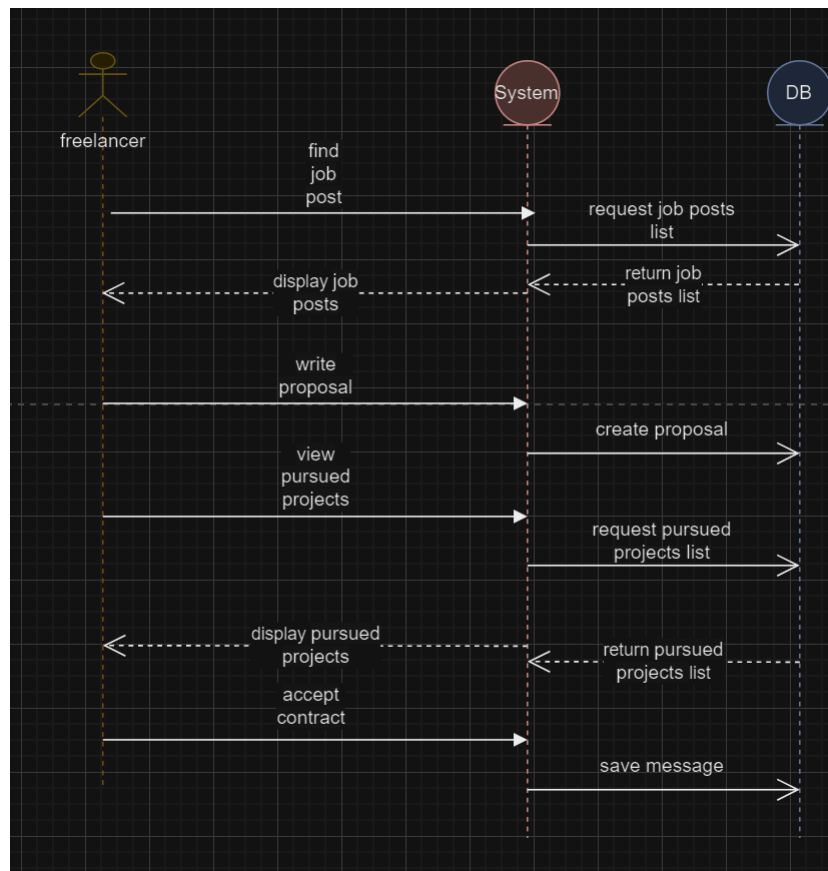 System
DB
freelancer
find
job
post
request job posts
list
return job
posts list
display job
posts
write
proposal
create proposal
view
pursued
projects
request pursued
projects list
display pursued
projects
return pursued
projects list
accept
contract
save message